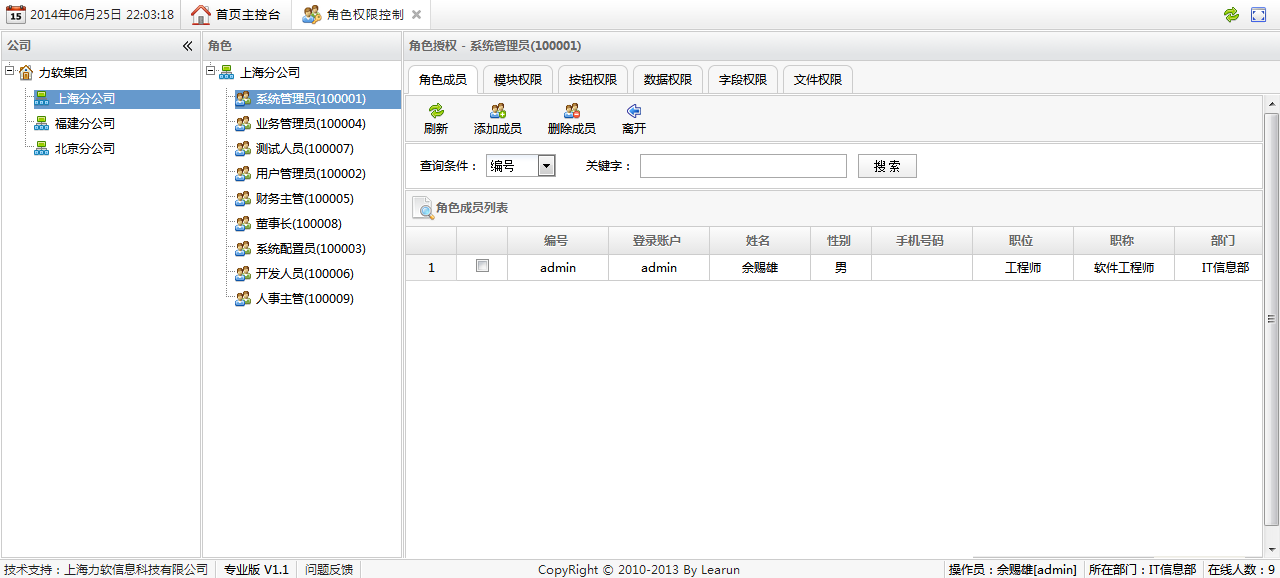 15 2014年06月25日 22:03:18 首页主控台 角色权限控制
公司
力软集团
上海分公司
福建分公司
北京分公司
角色
上海分公司
系统管理员(100001)
业务管理员(100004)
测试人员(100007)
用户管理员(100002)
财务主管(100005)
董事长(100008)
系统配置员(100003)
开发人员(100006)
人事主管(100009)
角色授权 - 系统管理员(100001)
角色成员 模块权限 按钮权限 数据权限 字段权限 文件权限
刷新 添加成员 删除成员 离开
查询条件： 编号 关键字： 搜 索
角色成员列表
编号 登录账户 姓名 性别 手机号码 职位 职称 部门
1 admin admin 佘赐雄 男 工程师 软件工程师 IT信息部
技术支持：上海力软信息科技有限公司 专业版 V1.1 问题反馈 CopyRight © 2010-2013 By Learun 操作员：佘赐雄[admin] 所在部门：IT信息部 在线人数：9